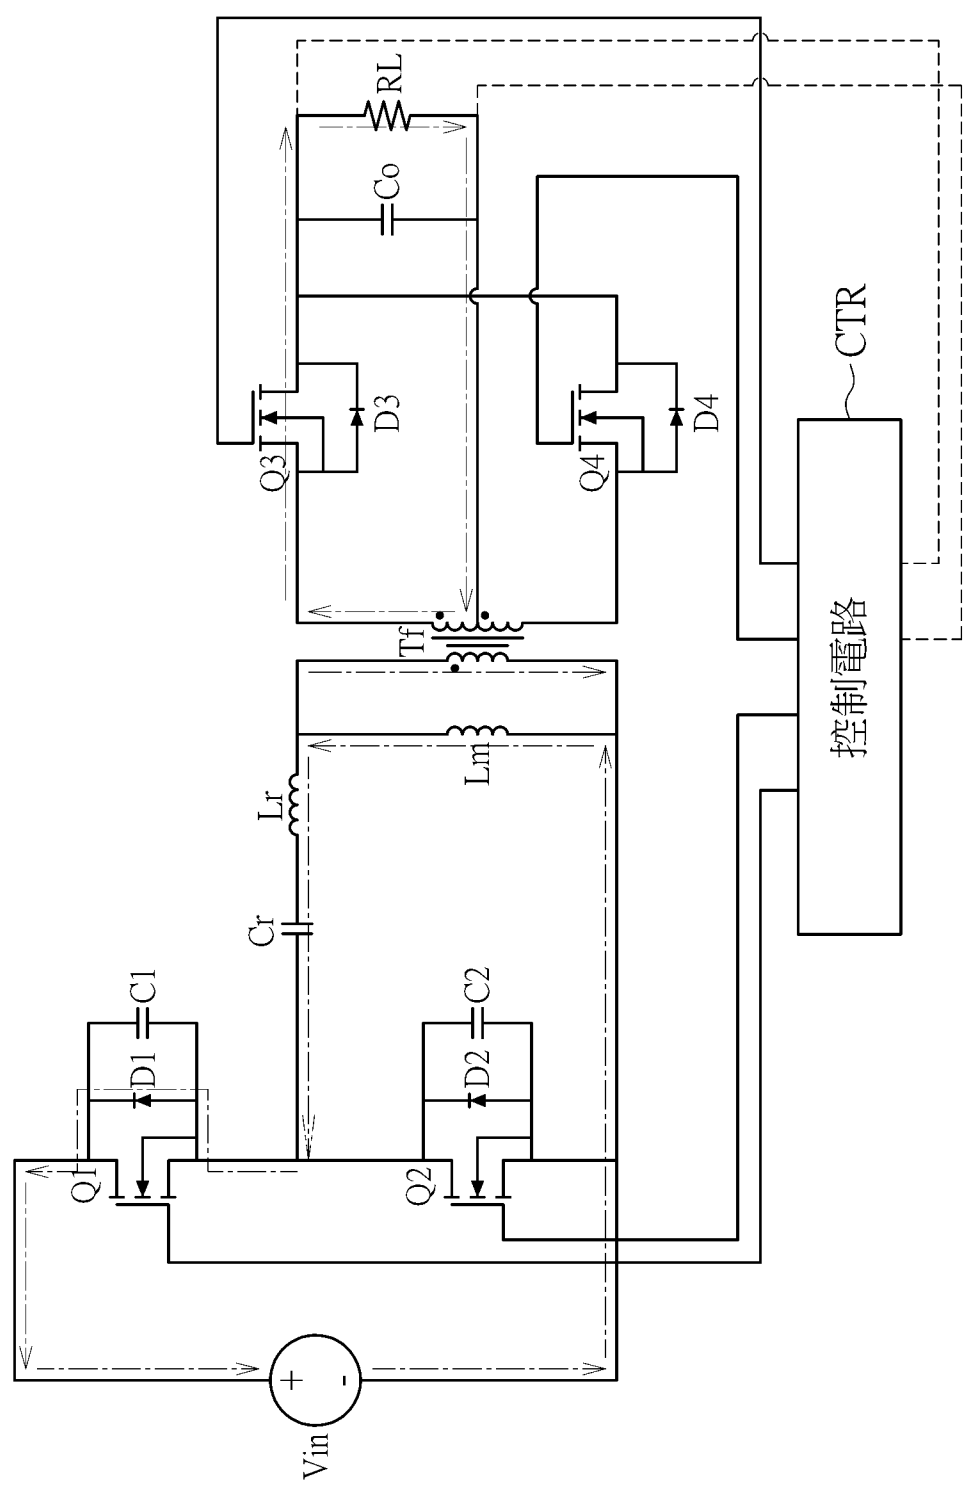 Vin
+
-
Q1
D1
C1
Q2
D2
C2
Cr
Lr
Lm
Tf
Q3
D3
Q4
D4
Co
RL
控制電路
CTR